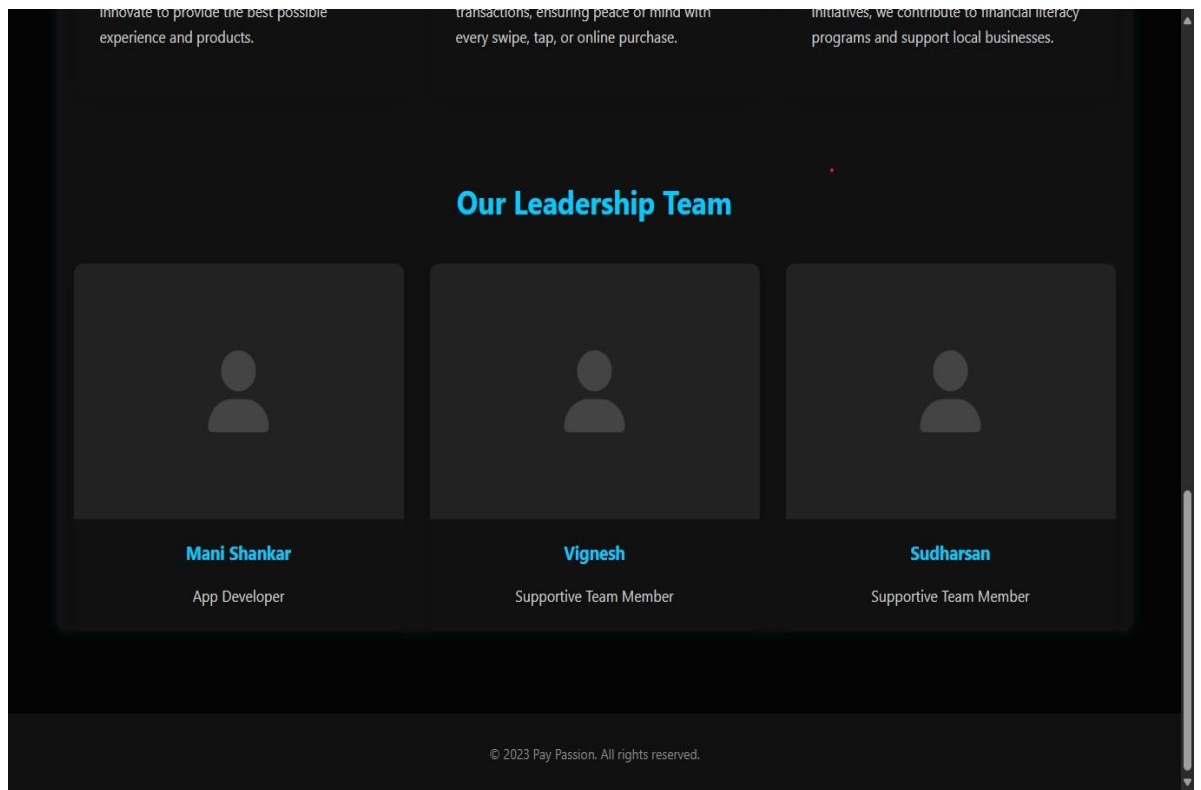 innovate to provide the best possible
experience and products.
transactions, ensuring peace of mind with
every swipe, tap, or online purchase.
initiatives, we contribute to financial literacy
programs and support local businesses.
Our Leadership Team
Mani Shankar
App Developer
Vignesh
Supportive Team Member
Sudharsan
Supportive Team Member
© 2023 Pay Passion. All rights reserved.